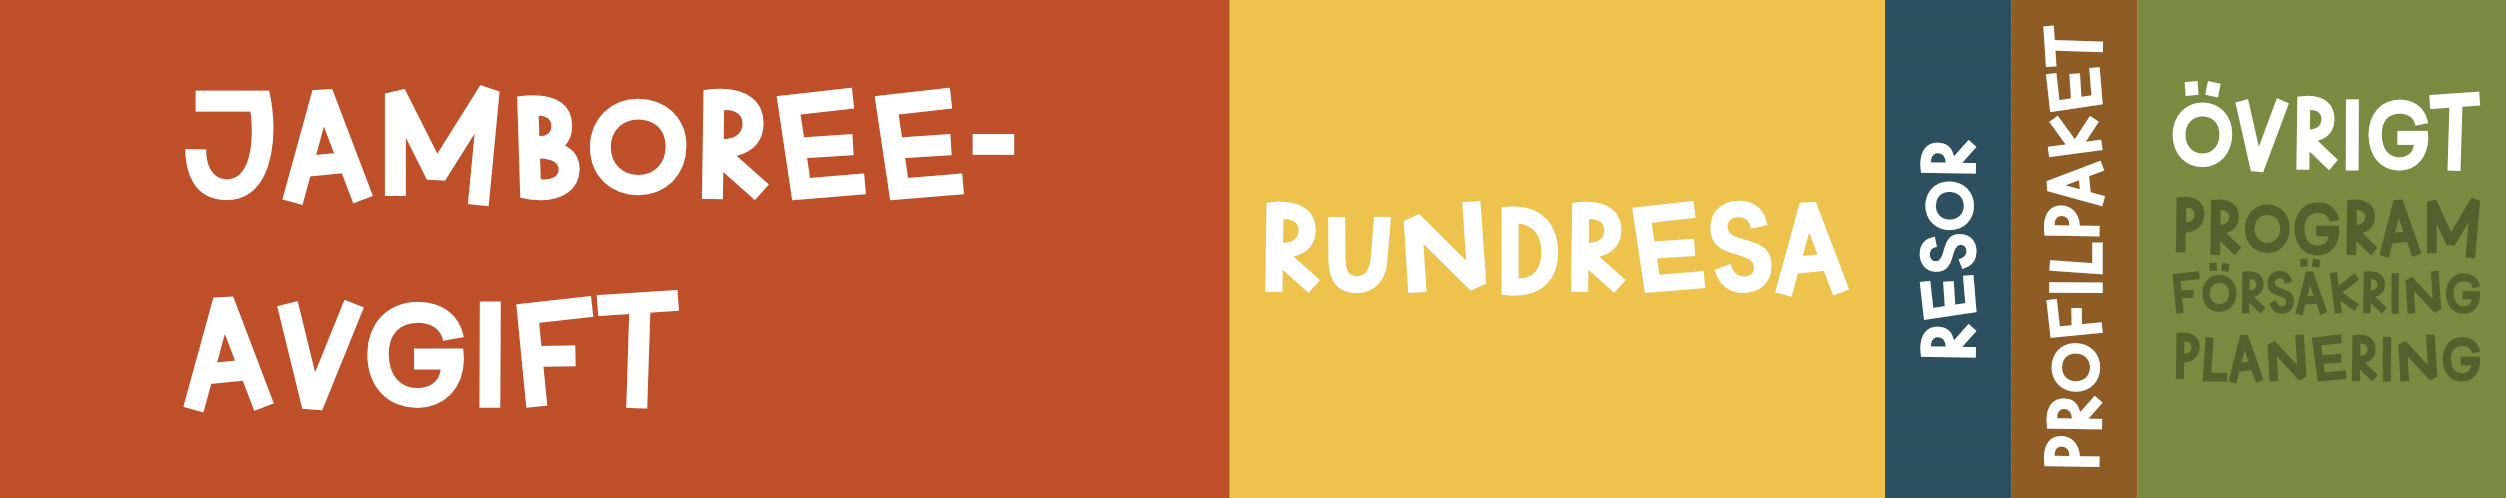 JAMBOREE-
AVGIFT
RUNDRESA
RESOR
PROFILPAKET
ÖVRIGT
PROGRAM
FÖRSÄKRING
PLANERING